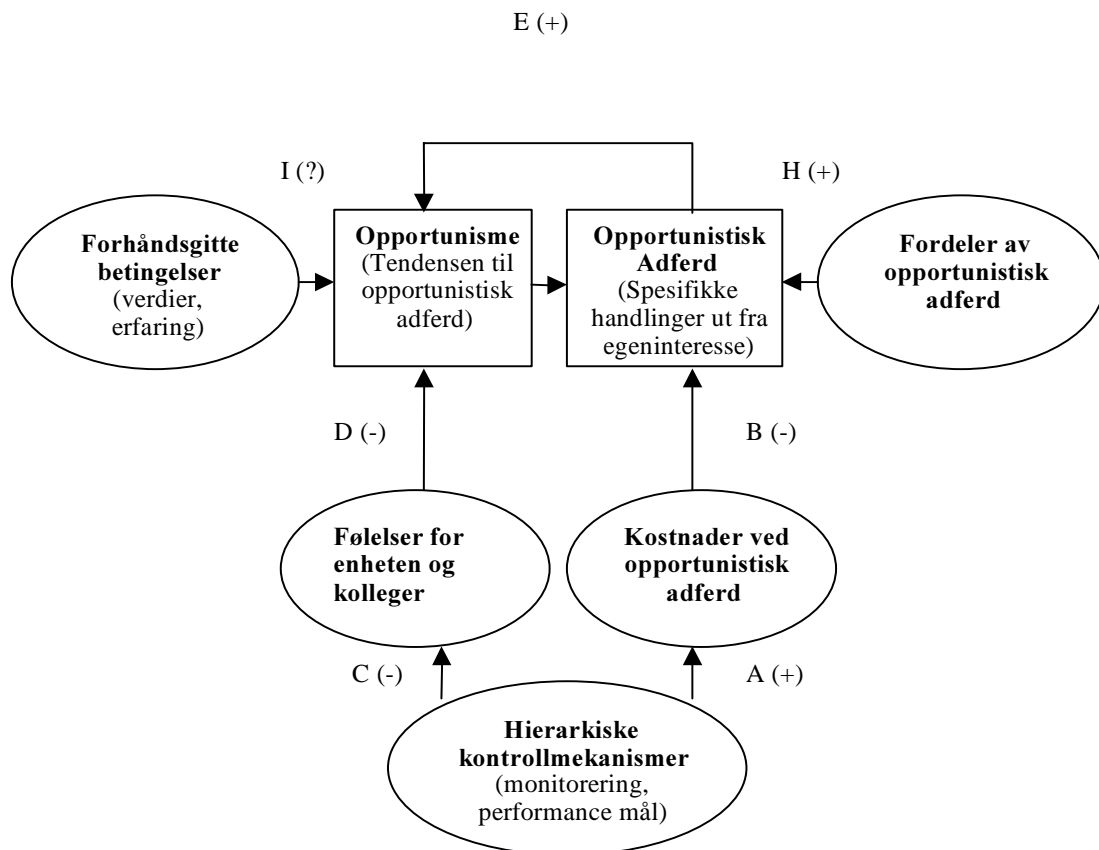 E (+)
I (?)
H (+)
Forhåndsgitte
betingelser
(verdier,
erfaring)
Opportunisme
(Tendensen til
opportunistisk
adferd)
Opportunistisk
Adferd
(Spesifikke
handlinger ut fra
egeninteresse)
Fordeler av
opportunistisk
adferd
D (-)
B (-)
Følelser for
enheten og
kolleger
Kostnader ved
opportunistisk
adferd
C (-)
A (+)
Hierarkiske
kontrollmekanismer
(monitorering,
performance mål)